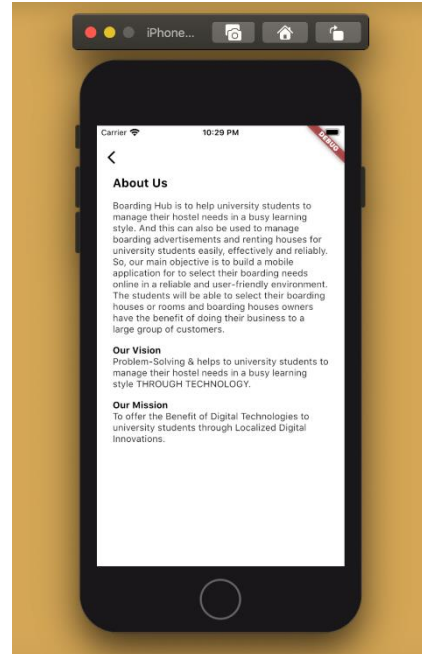 iPhone...
Carrier
10:29 PM
DEBUG
About Us
Boarding Hub is to help university students to
manage their hostel needs in a busy learning
style. And this can also be used to manage
boarding advertisements and renting houses for
university students easily, effectively and reliably.
So, our main objective is to build a mobile
application for to select their boarding needs
online in a reliable and user-friendly environment.
The students will be able to select their boarding
houses or rooms and boarding houses owners
have the benefit of doing their business to a
large group of customers.
Our Vision
Problem-Solving & helps to university students to
manage their hostel needs in a busy learning
style THROUGH TECHNOLOGY.
Our Mission
To offer the Benefit of Digital Technologies to
university students through Localized Digital
Innovations.